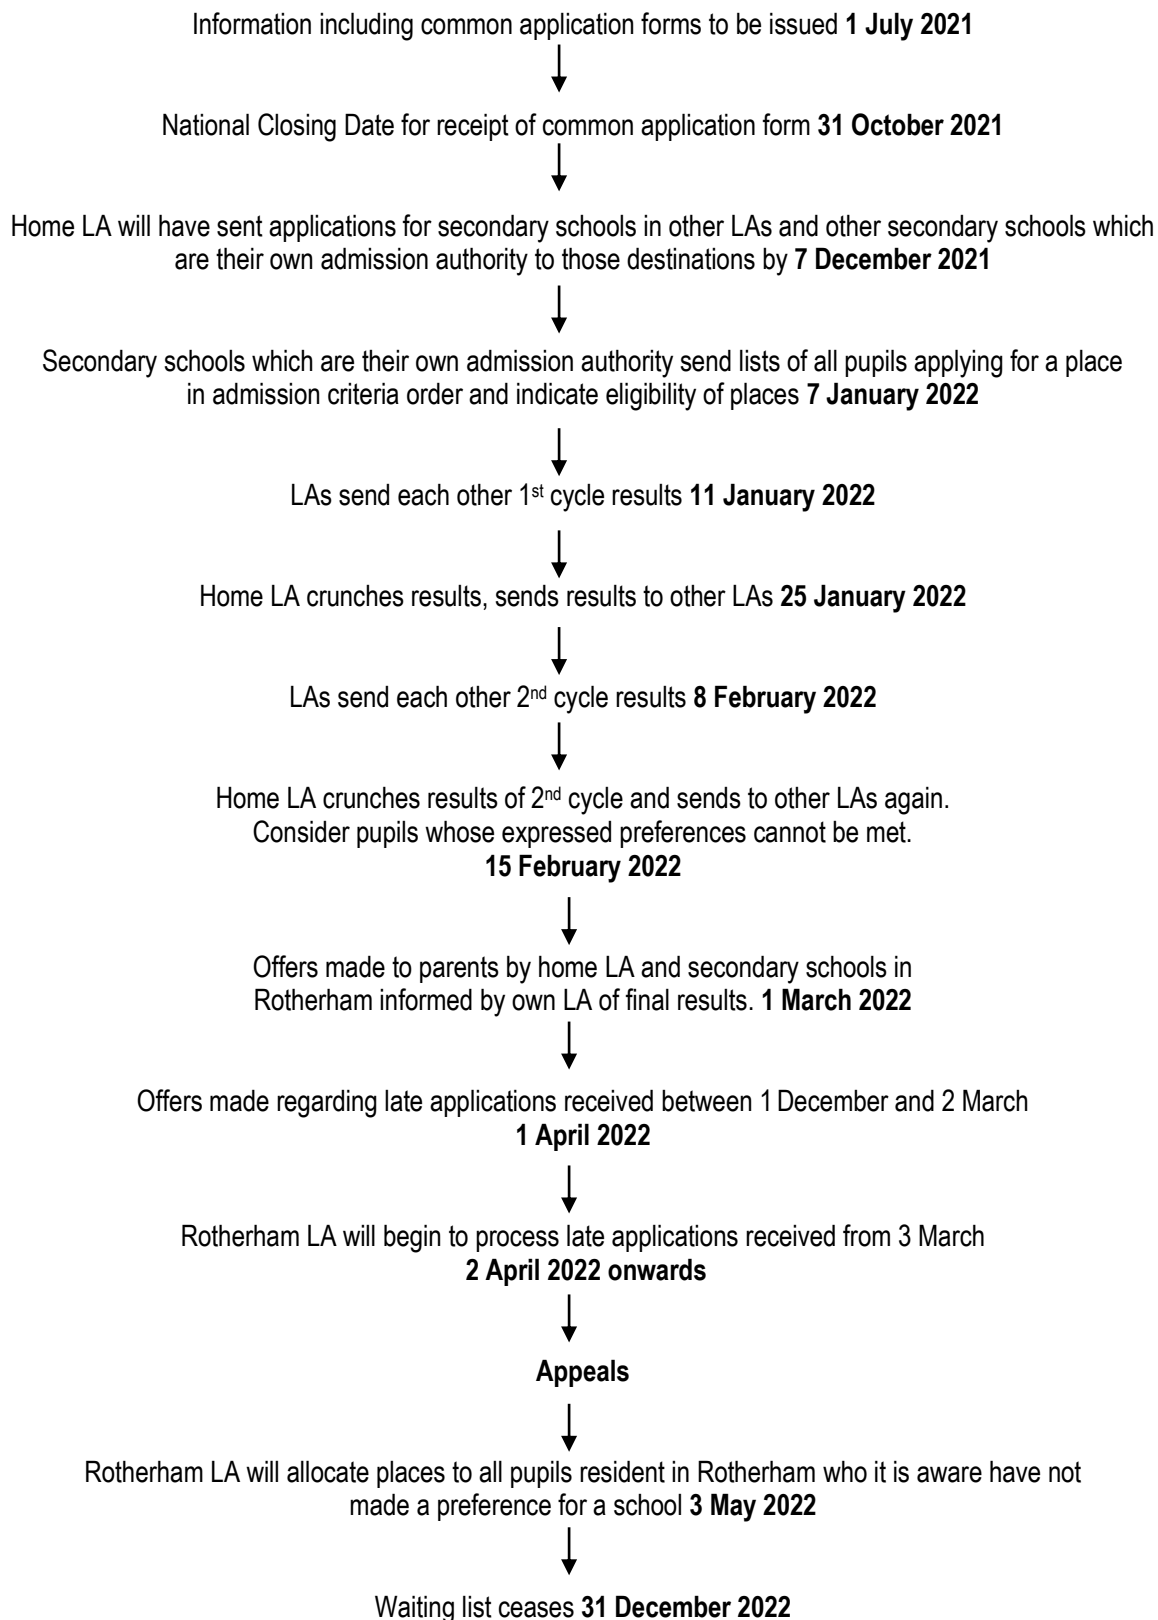 Information including common application forms to be issued 1 July 2021
National Closing Date for receipt of common application form 31 October 2021
Home LA will have sent applications for secondary schools in other LAs and other secondary schools which
are their own admission authority to those destinations by 7 December 2021
Secondary schools which are their own admission authority send lists of all pupils applying for a place
in admission criteria order and indicate eligibility of places 7 January 2022
LAs send each other 1st cycle results 11 January 2022
Home LA crunches results, sends results to other LAs 25 January 2022
LAs send each other 2nd cycle results 8 February 2022
Home LA crunches results of 2nd cycle and sends to other LAs again.
Consider pupils whose expressed preferences cannot be met.
15 February 2022
Offers made to parents by home LA and secondary schools in
Rotherham informed by own LA of final results. 1 March 2022
Offers made regarding late applications received between 1 December and 2 March
1 April 2022
Rotherham LA will begin to process late applications received from 3 March
2 April 2022 onwards
Appeals
Rotherham LA will allocate places to all pupils resident in Rotherham who it is aware have not
made a preference for a school 3 May 2022
Waiting list ceases 31 December 2022